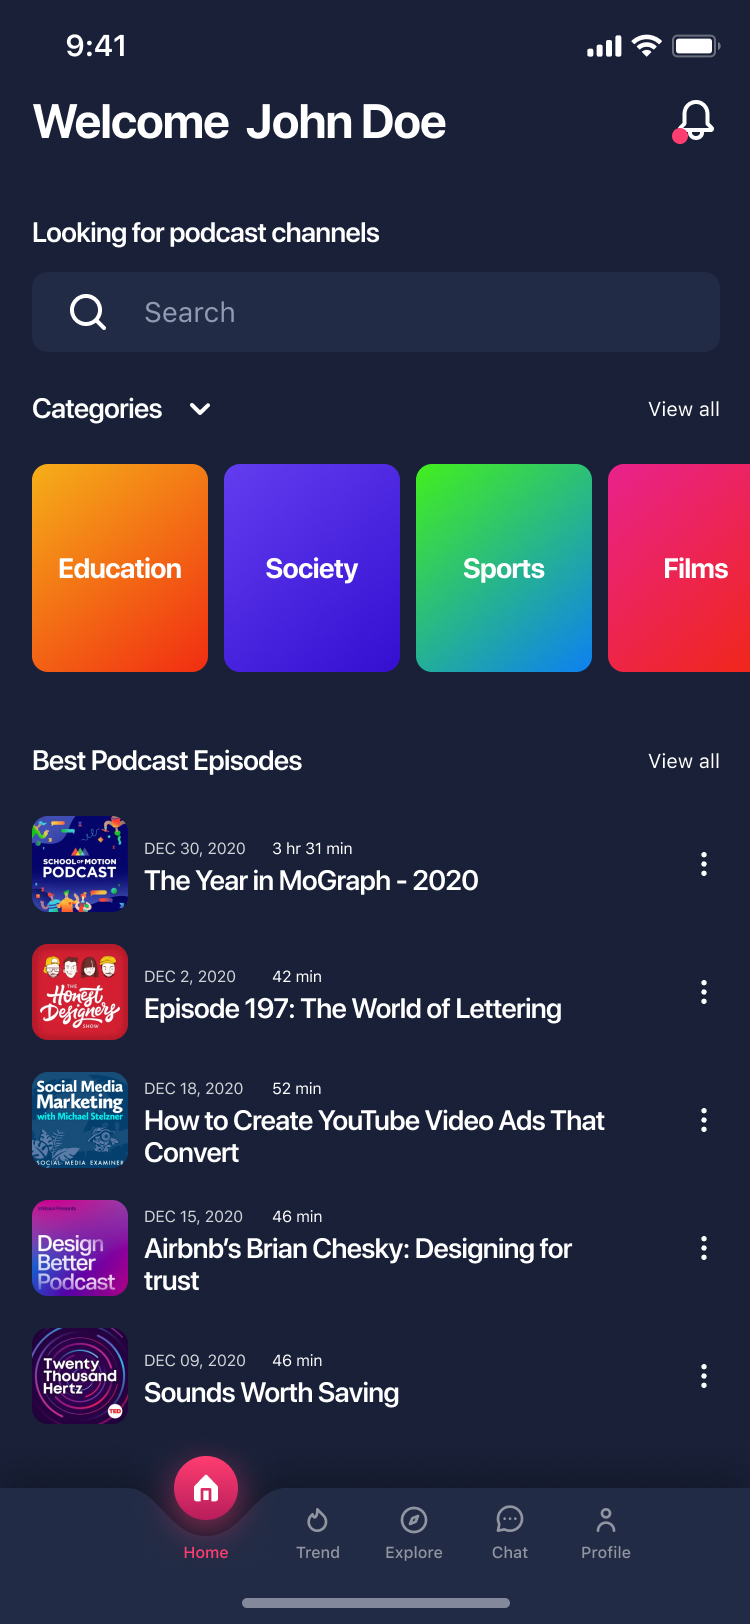 9:41
Welcome John Doe
Looking for podcast channels
Search
Categories
View all
Education
Society
Sports
Films
Best Podcast Episodes
View all
SCHOOL OF MOTION
PODCAST
DEC 30, 2020 3 hr 31 min
The Year in MoGraph - 2020
THE
Honest
Designers
SHOW
DEC 2, 2020 42 min
Episode 197: The World of Lettering
Social Media
Marketing
with Michael Stelzner
SOCIAL MEDIA EXAMINER
DEC 18, 2020 52 min
How to Create YouTube Video Ads That
Convert
Design
Better
Podcast
DEC 15, 2020 46 min
Airbnb’s Brian Chesky: Designing for
trust
Twenty
Thousand
Hertz
TED
DEC 09, 2020 46 min
Sounds Worth Saving
Home
Trend
Explore
Chat
Profile